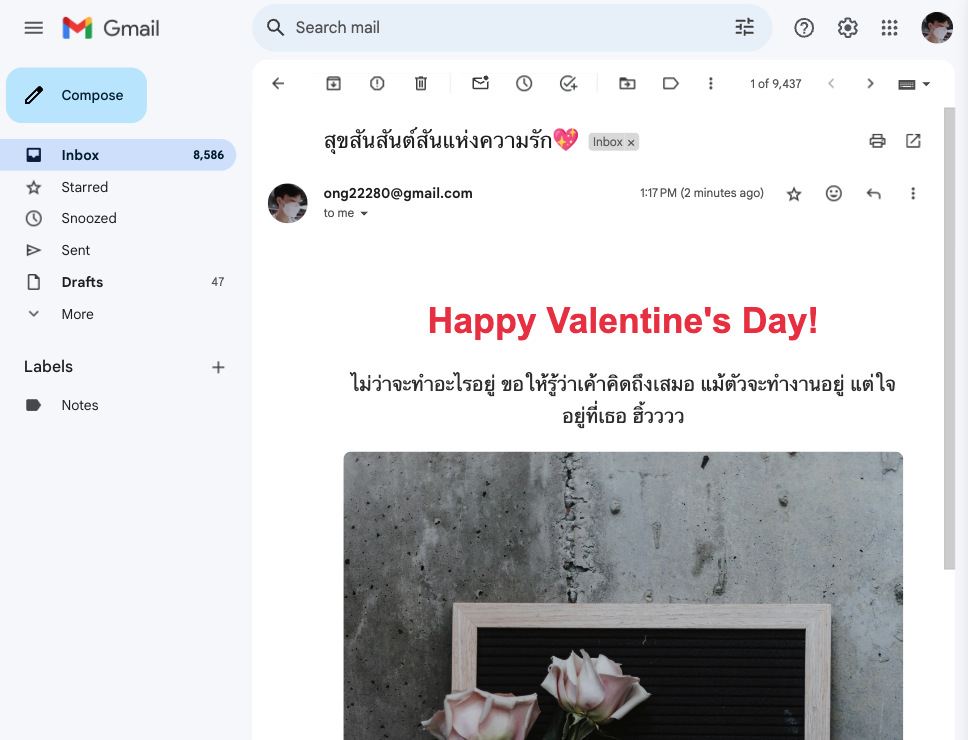 Gmail
Search mail
Compose
1 of 9,437
Inbox 8,586
Starred
Snoozed
Sent
Drafts 47
More
Labels
Notes
สุขสันสันต์สันแห่งความรัก💖 Inbox ×
ong22280@gmail.com 1:17 PM (2 minutes ago)
to me
Happy Valentine's Day!
ไม่ว่าจะทำอะไรอยู่ ขอให้รู้ว่าเค้าคิดถึงเสมอ แม้ตัวจะทำงานอยู่ แต่ใจ
อยู่ที่เธอ ฮิ้วววว